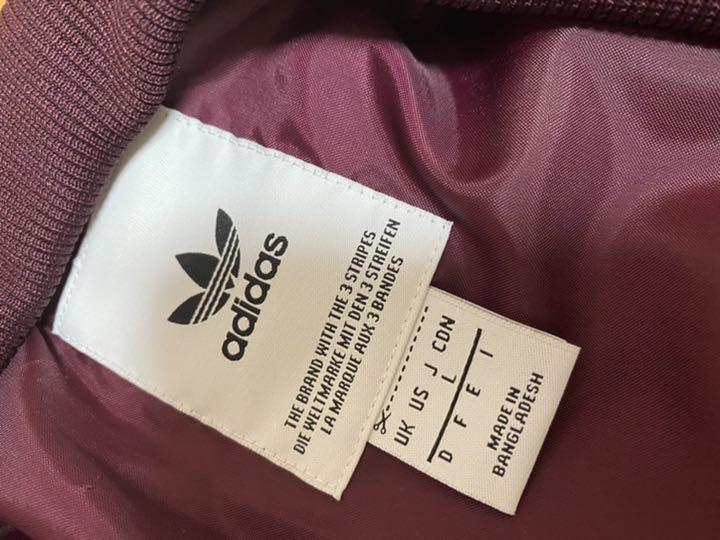 adidas
THE BRAND WITH THE 3 STRIPES
DIE WELTMARKE MIT DEN 3 STREIFEN
LA MARQUE AUX 3 BANDES
UK US J CDN
L
D F E I
MADE IN
BANGLADESH